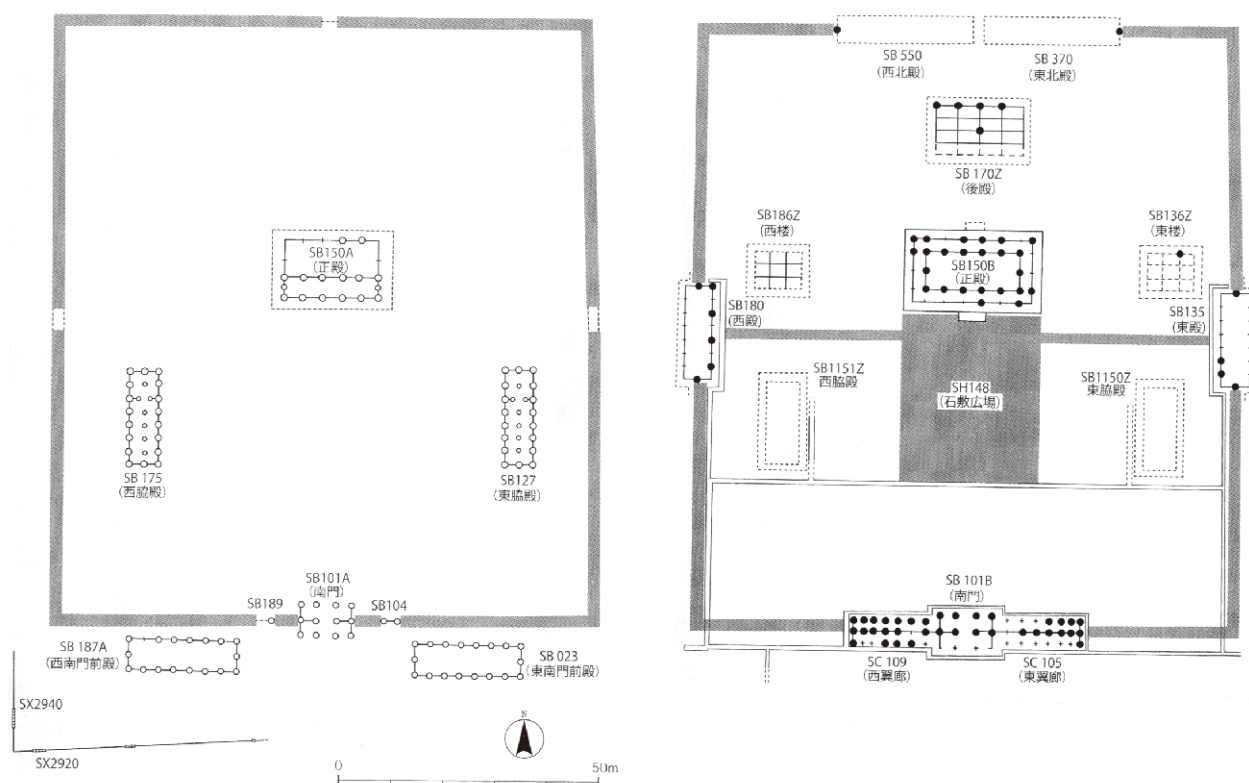 SB150A
(正殿)
SB 175
(西脇殿)
SB127
(東脇殿)
SB101A
(南門)
SB189
SB104
SB 187A
(西南門前殿)
SB 023
(東南門前殿)
SX2940
SX2920
N
0
50m
SB 550
(西北殿)
SB 370
(東北殿)
SB 170Z
(後殿)
SB186Z
(西楼)
SB136Z
(東楼)
SB150B
(正殿)
SB180
(西殿)
SB135
(東殿)
SB1151Z
西脇殿
SH148
(石敷広場)
SB1150Z
東脇殿
SB 101B
(南門)
SC 109
(西翼廊)
SC 105
(東翼廊)